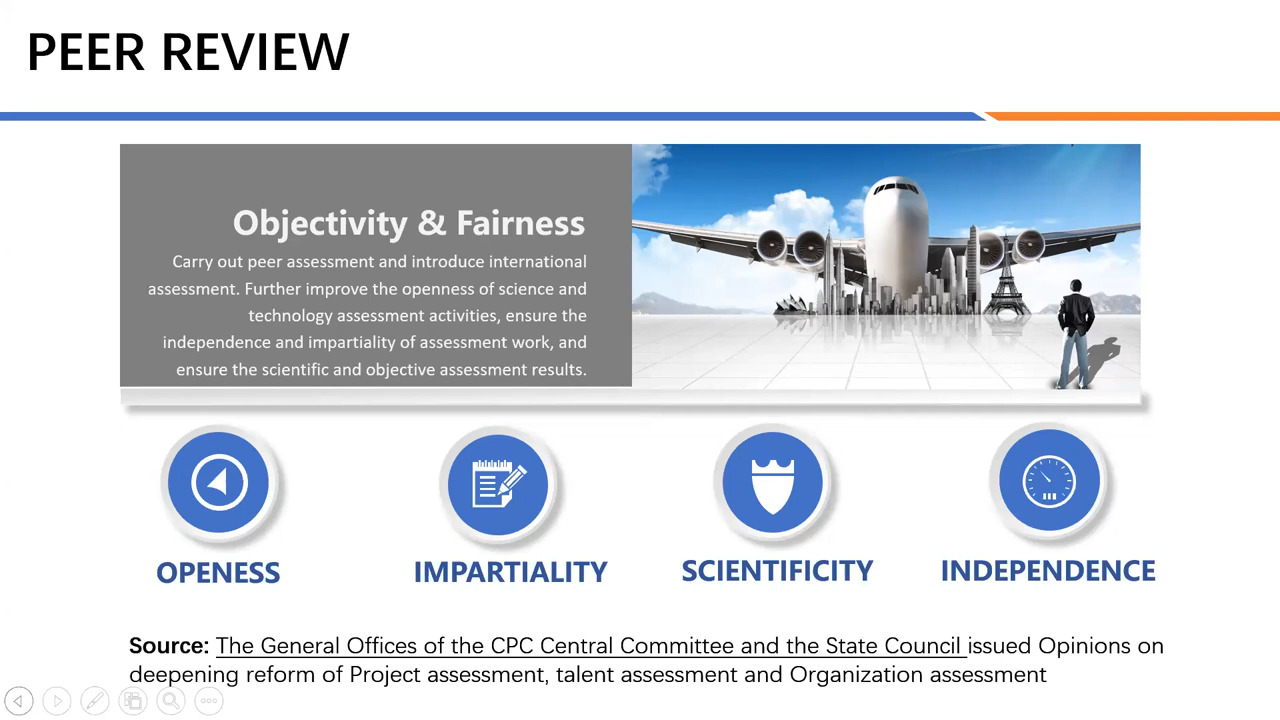 PEER REVIEW
Objectivity & Fairness
Carry out peer assessment and introduce international
assessment. Further improve the openness of science and
technology assessment activities, ensure the
independence and impartiality of assessment work, and
ensure the scientific and objective assessment results.
OPENESS
IMPARTIALITY
SCIENTIFICITY
INDEPENDENCE
Source: The General Offices of the CPC Central Committee and the State Council issued Opinions on
deepening reform of Project assessment, talent assessment and Organization assessment